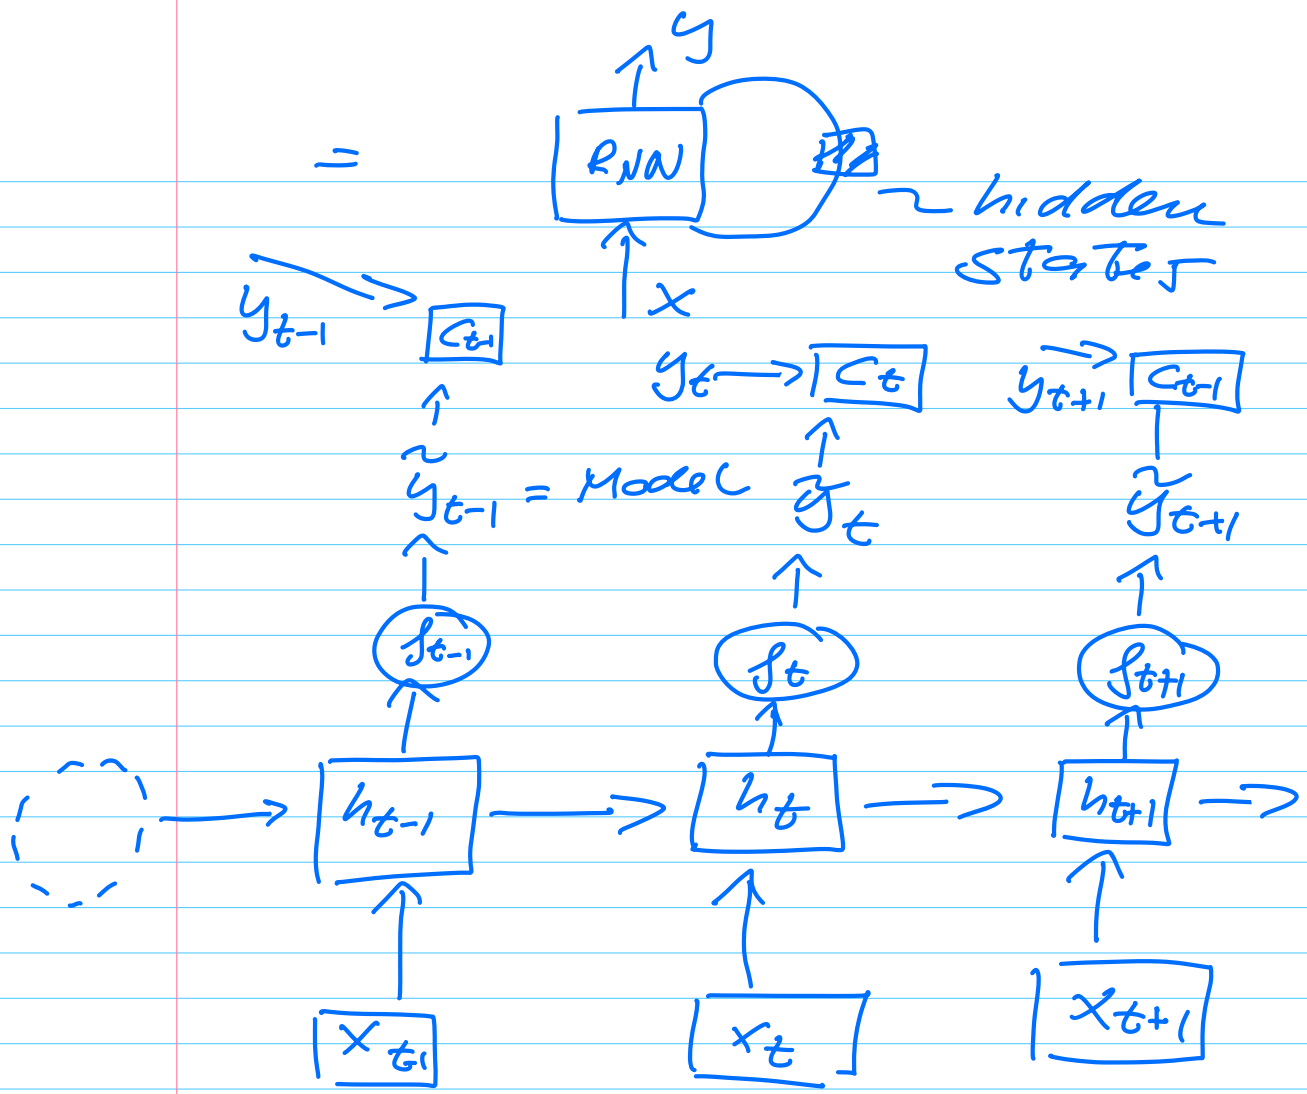 y
=
RNN
~ hidden
states
x
y_{t-1} → C_{t-1}
y_t → C_t
y_{t+1} → C_{t-1}
ỹ_{t-1} = Model
ỹ_t
ỹ_{t+1}
f_{t-1}
f_t
f_{t+1}
→ h_{t-1} → h_t → h_{t+1} →
x_{t-1}
x_t
x_{t+1}